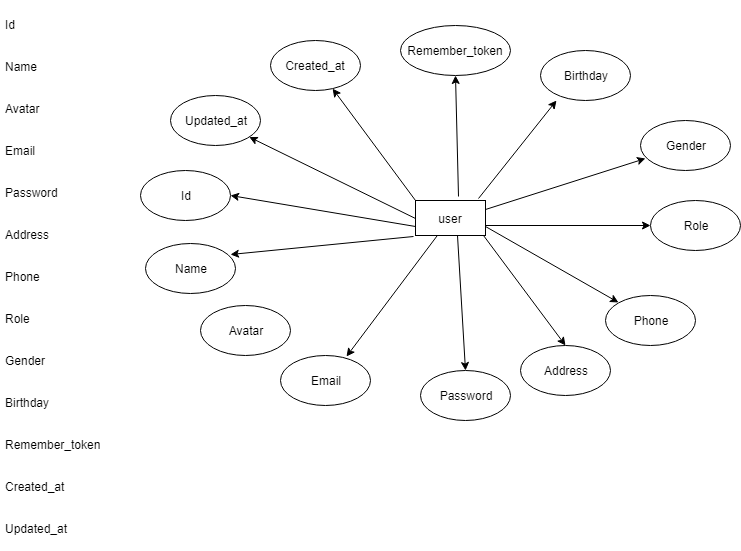 Id
Name
Avatar
Email
Password
Address
Phone
Role
Gender
Birthday
Remember_token
Created_at
Updated_at
Remember_token
Created_at
Birthday
Updated_at
Gender
Id
user
Role
Name
Avatar
Phone
Email
Address
Password